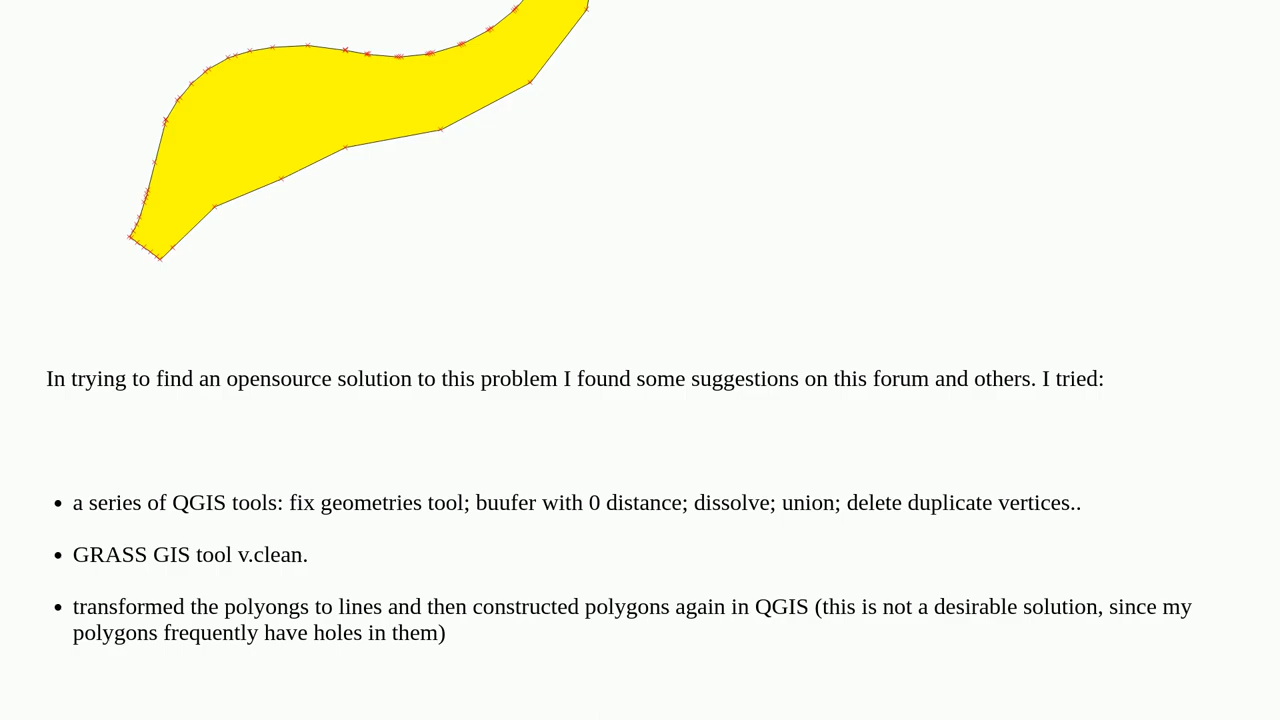 In trying to find an opensource solution to this problem I found some suggestions on this forum and others. I tried:
• a series of QGIS tools: fix geometries tool; buufer with 0 distance; dissolve; union; delete duplicate vertices..
• GRASS GIS tool v.clean.
• transformed the polyongs to lines and then constructed polygons again in QGIS (this is not a desirable solution, since my
polygons frequently have holes in them)